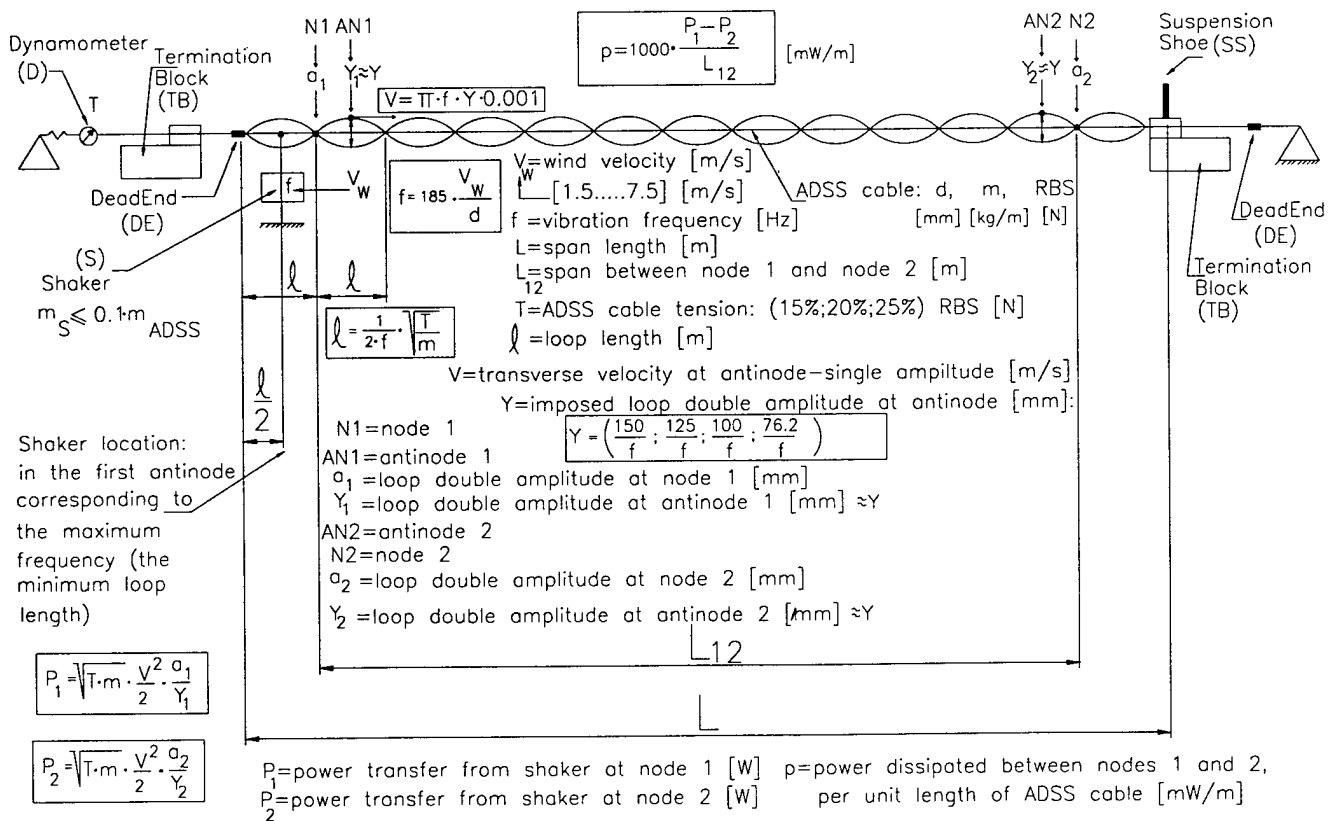 N1 AN1
AN2 N2
Dynamometer
(D)
Termination
Block
(TB)
T
a₁
Y₁≈Y
p=1000·(P₁−P₂)/L₁₂ [mW/m]
Y₂≈Y
a₂
Suspension
Shoe (SS)
V=π·f·Y·0.001
DeadEnd
(DE)
f
V_W
f=185·V_W/d
V_W=wind velocity [m/s]
[1.5.....7.5] [m/s]
f=vibration frequency [Hz]
L=span length [m]
L₁₂=span between node 1 and node 2 [m]
T=ADSS cable tension: (15%;20%;25%) RBS [N]
ℓ=loop length [m]
ADSS cable: d, m, RBS
[mm] [kg/m] [N]
DeadEnd
(DE)
Termination
Block
(TB)
(S)
Shaker
m_S⩽0.1·m_ADSS
ℓ
ℓ
ℓ=1/(2·f)·√(T/m)
V=transverse velocity at antinode−single ampiltude [m/s]
Y=imposed loop double amplitude at antinode [mm]:
Y=(150/f ; 125/f ; 100/f ; 76.2/f)
ℓ/2
Shaker location:
in the first antinode
corresponding to
the maximum
frequency (the
minimum loop
length)
N1=node 1
AN1=antinode 1
a₁=loop double amplitude at node 1 [mm]
Y₁=loop double amplitude at antinode 1 [mm] ≈Y
AN2=antinode 2
N2=node 2
a₂=loop double amplitude at node 2 [mm]
Y₂=loop double amplitude at antinode 2 [mm] ≈Y
L₁₂
L
P₁=√(T·m)·V²/2·a₁/Y₁
P₂=√(T·m)·V²/2·a₂/Y₂
P₁=power transfer from shaker at node 1 [W]
P₂=power transfer from shaker at node 2 [W]
p=power dissipated between nodes 1 and 2,
per unit length of ADSS cable [mW/m]